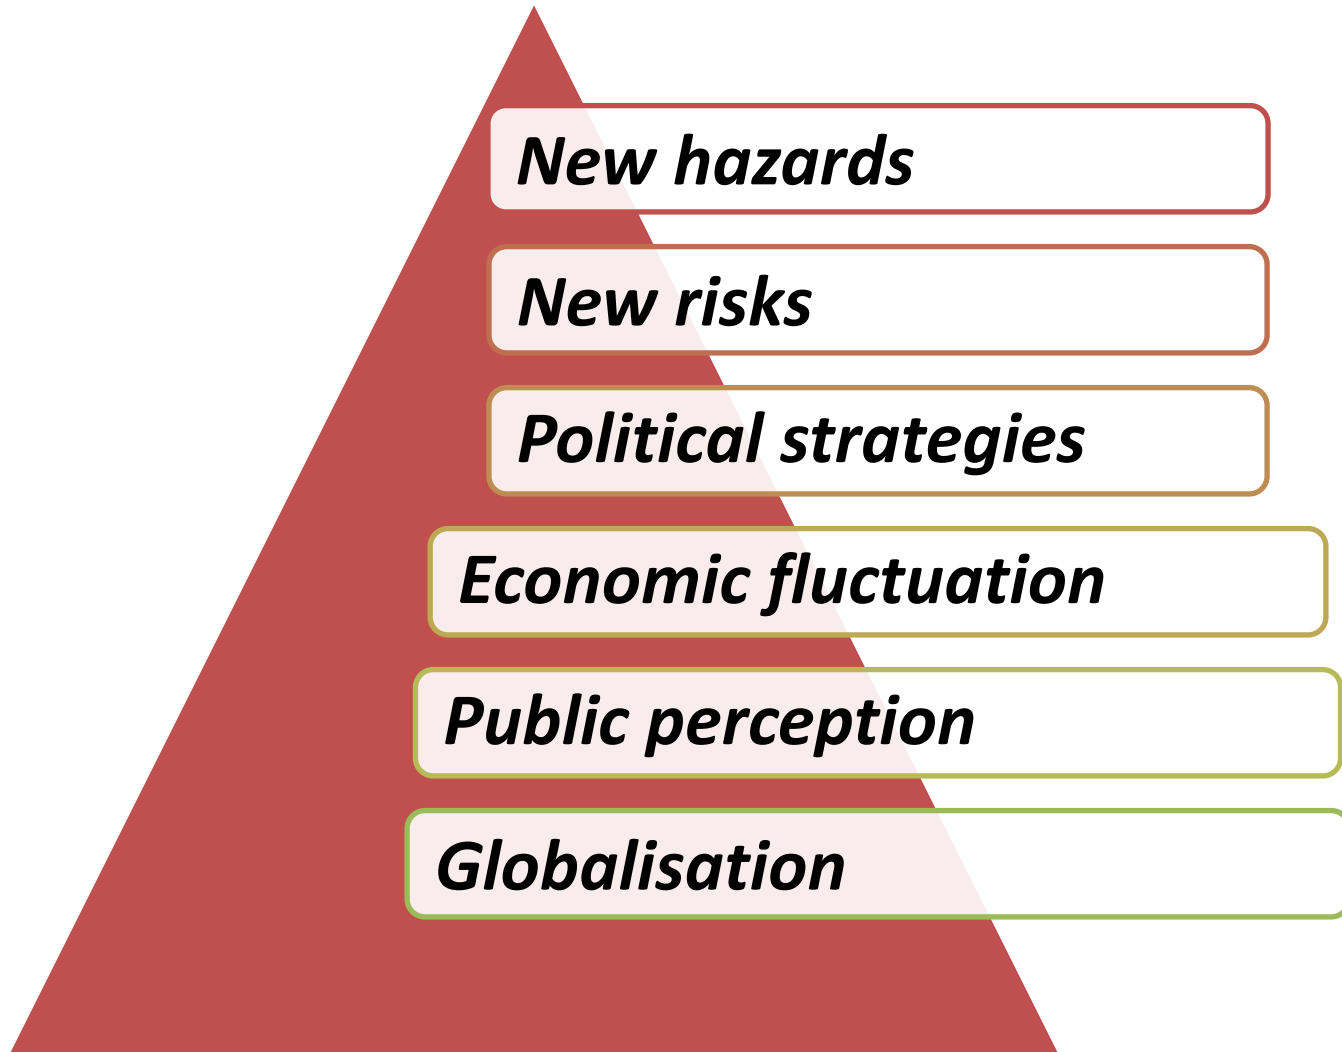 New hazards
New risks
Political strategies
Economic fluctuation
Public perception
Globalisation